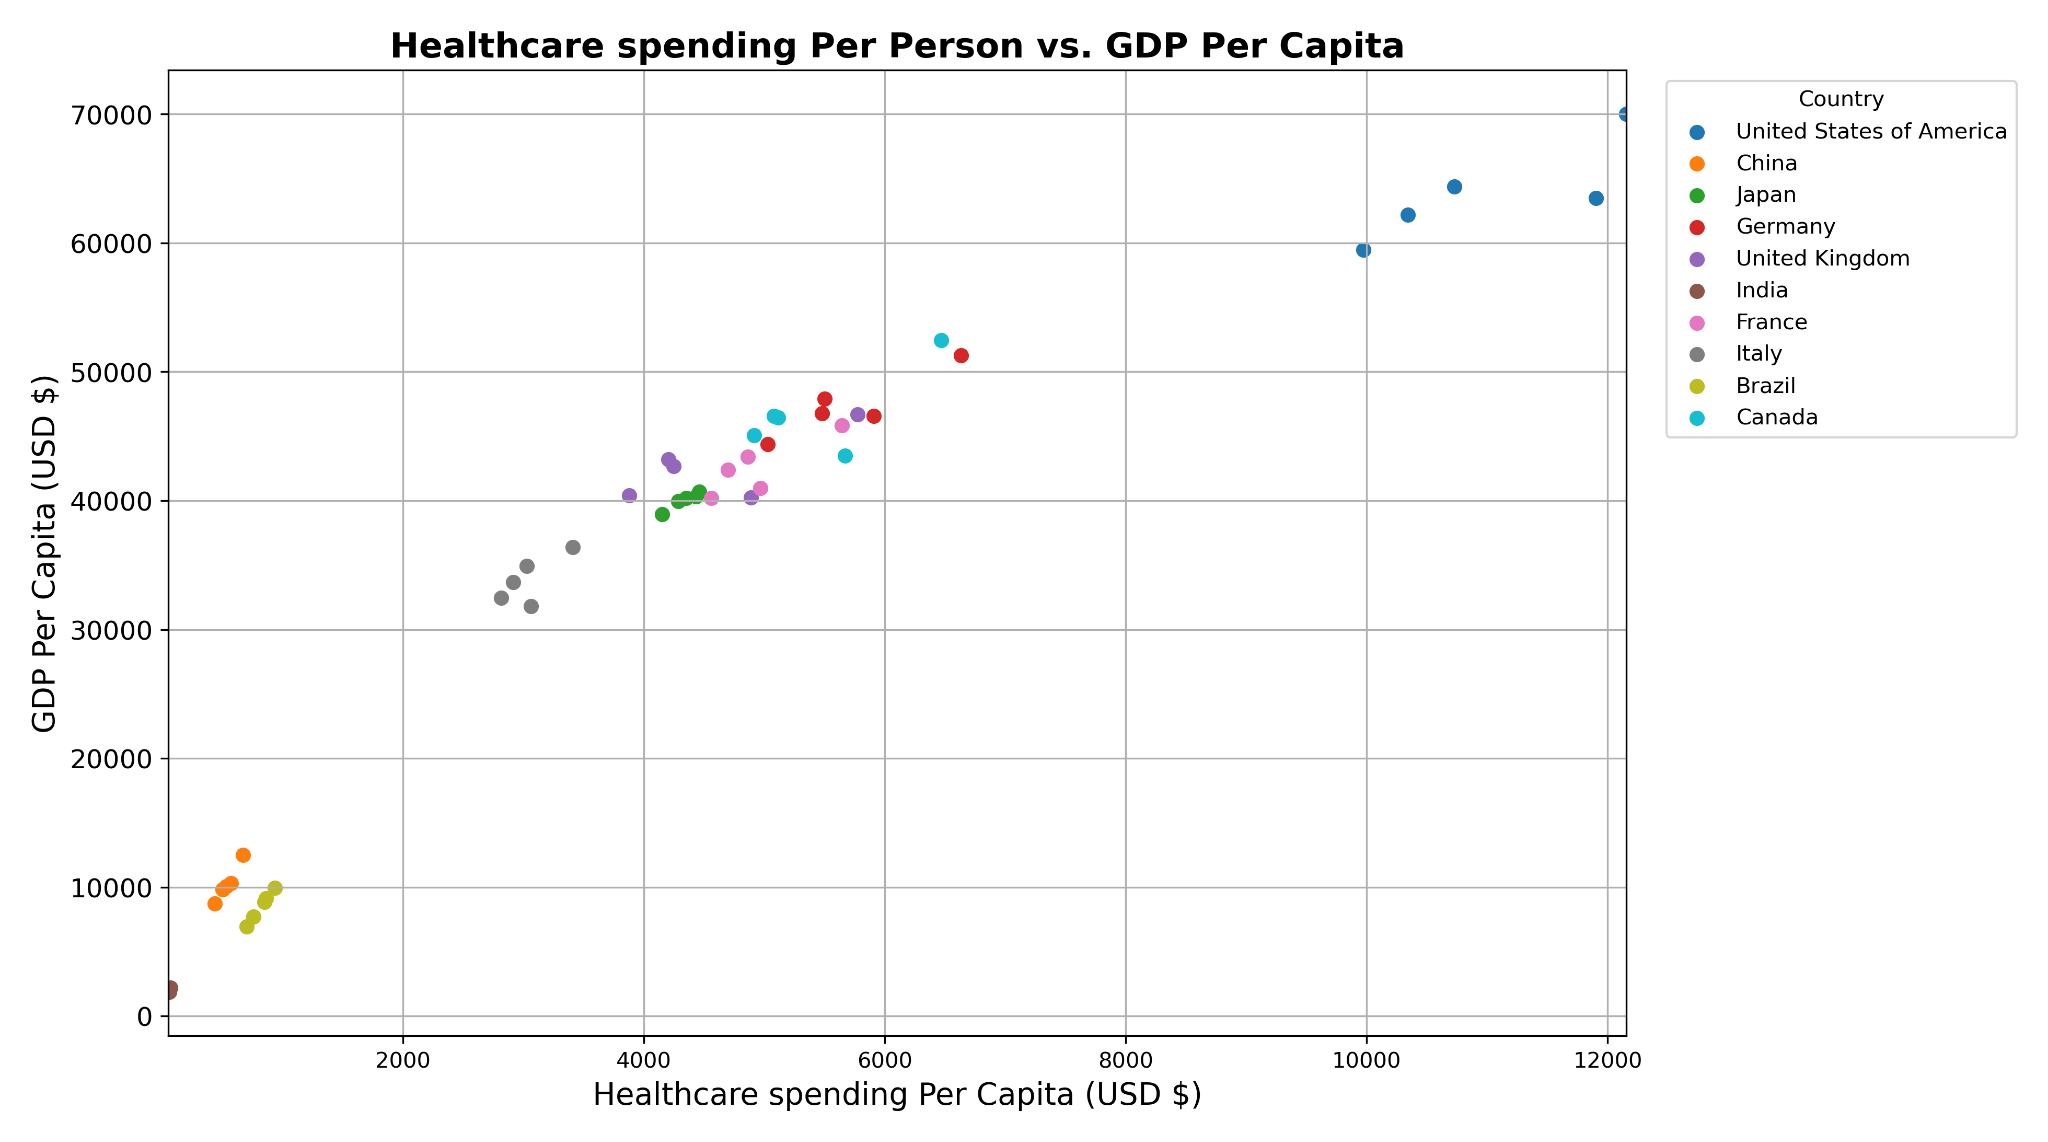 Healthcare spending Per Person vs. GDP Per Capita
GDP Per Capita (USD $)
70000
60000
50000
40000
30000
20000
10000
0
2000
4000
6000
8000
10000
12000
Healthcare spending Per Capita (USD $)
Country
United States of America
China
Japan
Germany
United Kingdom
India
France
Italy
Brazil
Canada